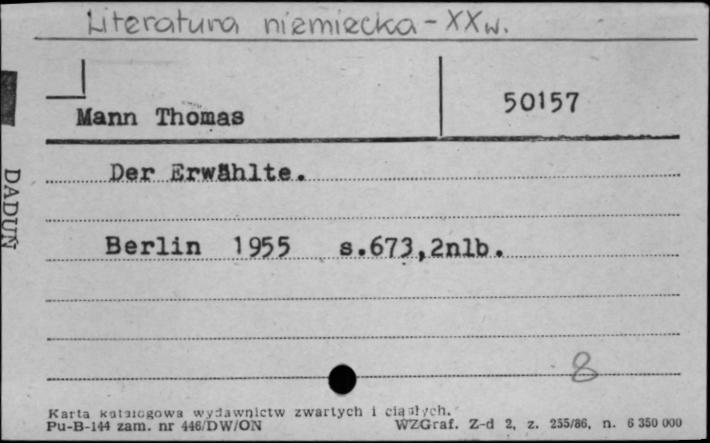 Literatura niemiecka - XX w.
Mann Thomas
50157
Der Erwählte.
Berlin 1955 s.673,2nlb.
8
Karta katalogowa wydawnictw zwartych i ciągłych.
Pu-B-144 zam. nr 446/DW/ON
WZGraf. Z-d 2, z. 255/86, n. 6 350 000
DADUŃ